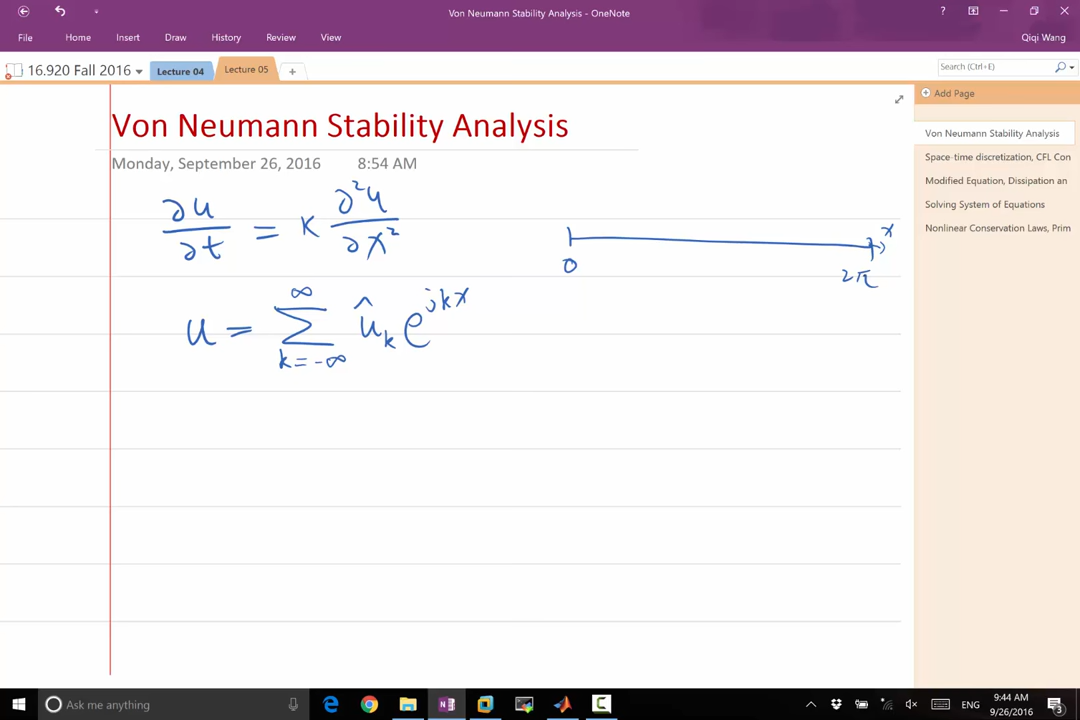 Von Neumann Stability Analysis - OneNote
?
File Home Insert Draw History Review View
Qiqi Wang
16.920 Fall 2016 Lecture 04 Lecture 05 +
Search (Ctrl+E)
Add Page
Von Neumann Stability Analysis
Space-time discretization, CFL Con
Modified Equation, Dissipation an
Solving System of Equations
Nonlinear Conservation Laws, Prim
Von Neumann Stability Analysis
Monday, September 26, 2016 8:54 AM
∂u/∂t = κ ∂²u/∂x²
0 2π x
u = ∑_{k=-∞}^{∞} û_k e^{jkx}
Ask me anything
ENG
9:44 AM
9/26/2016
3